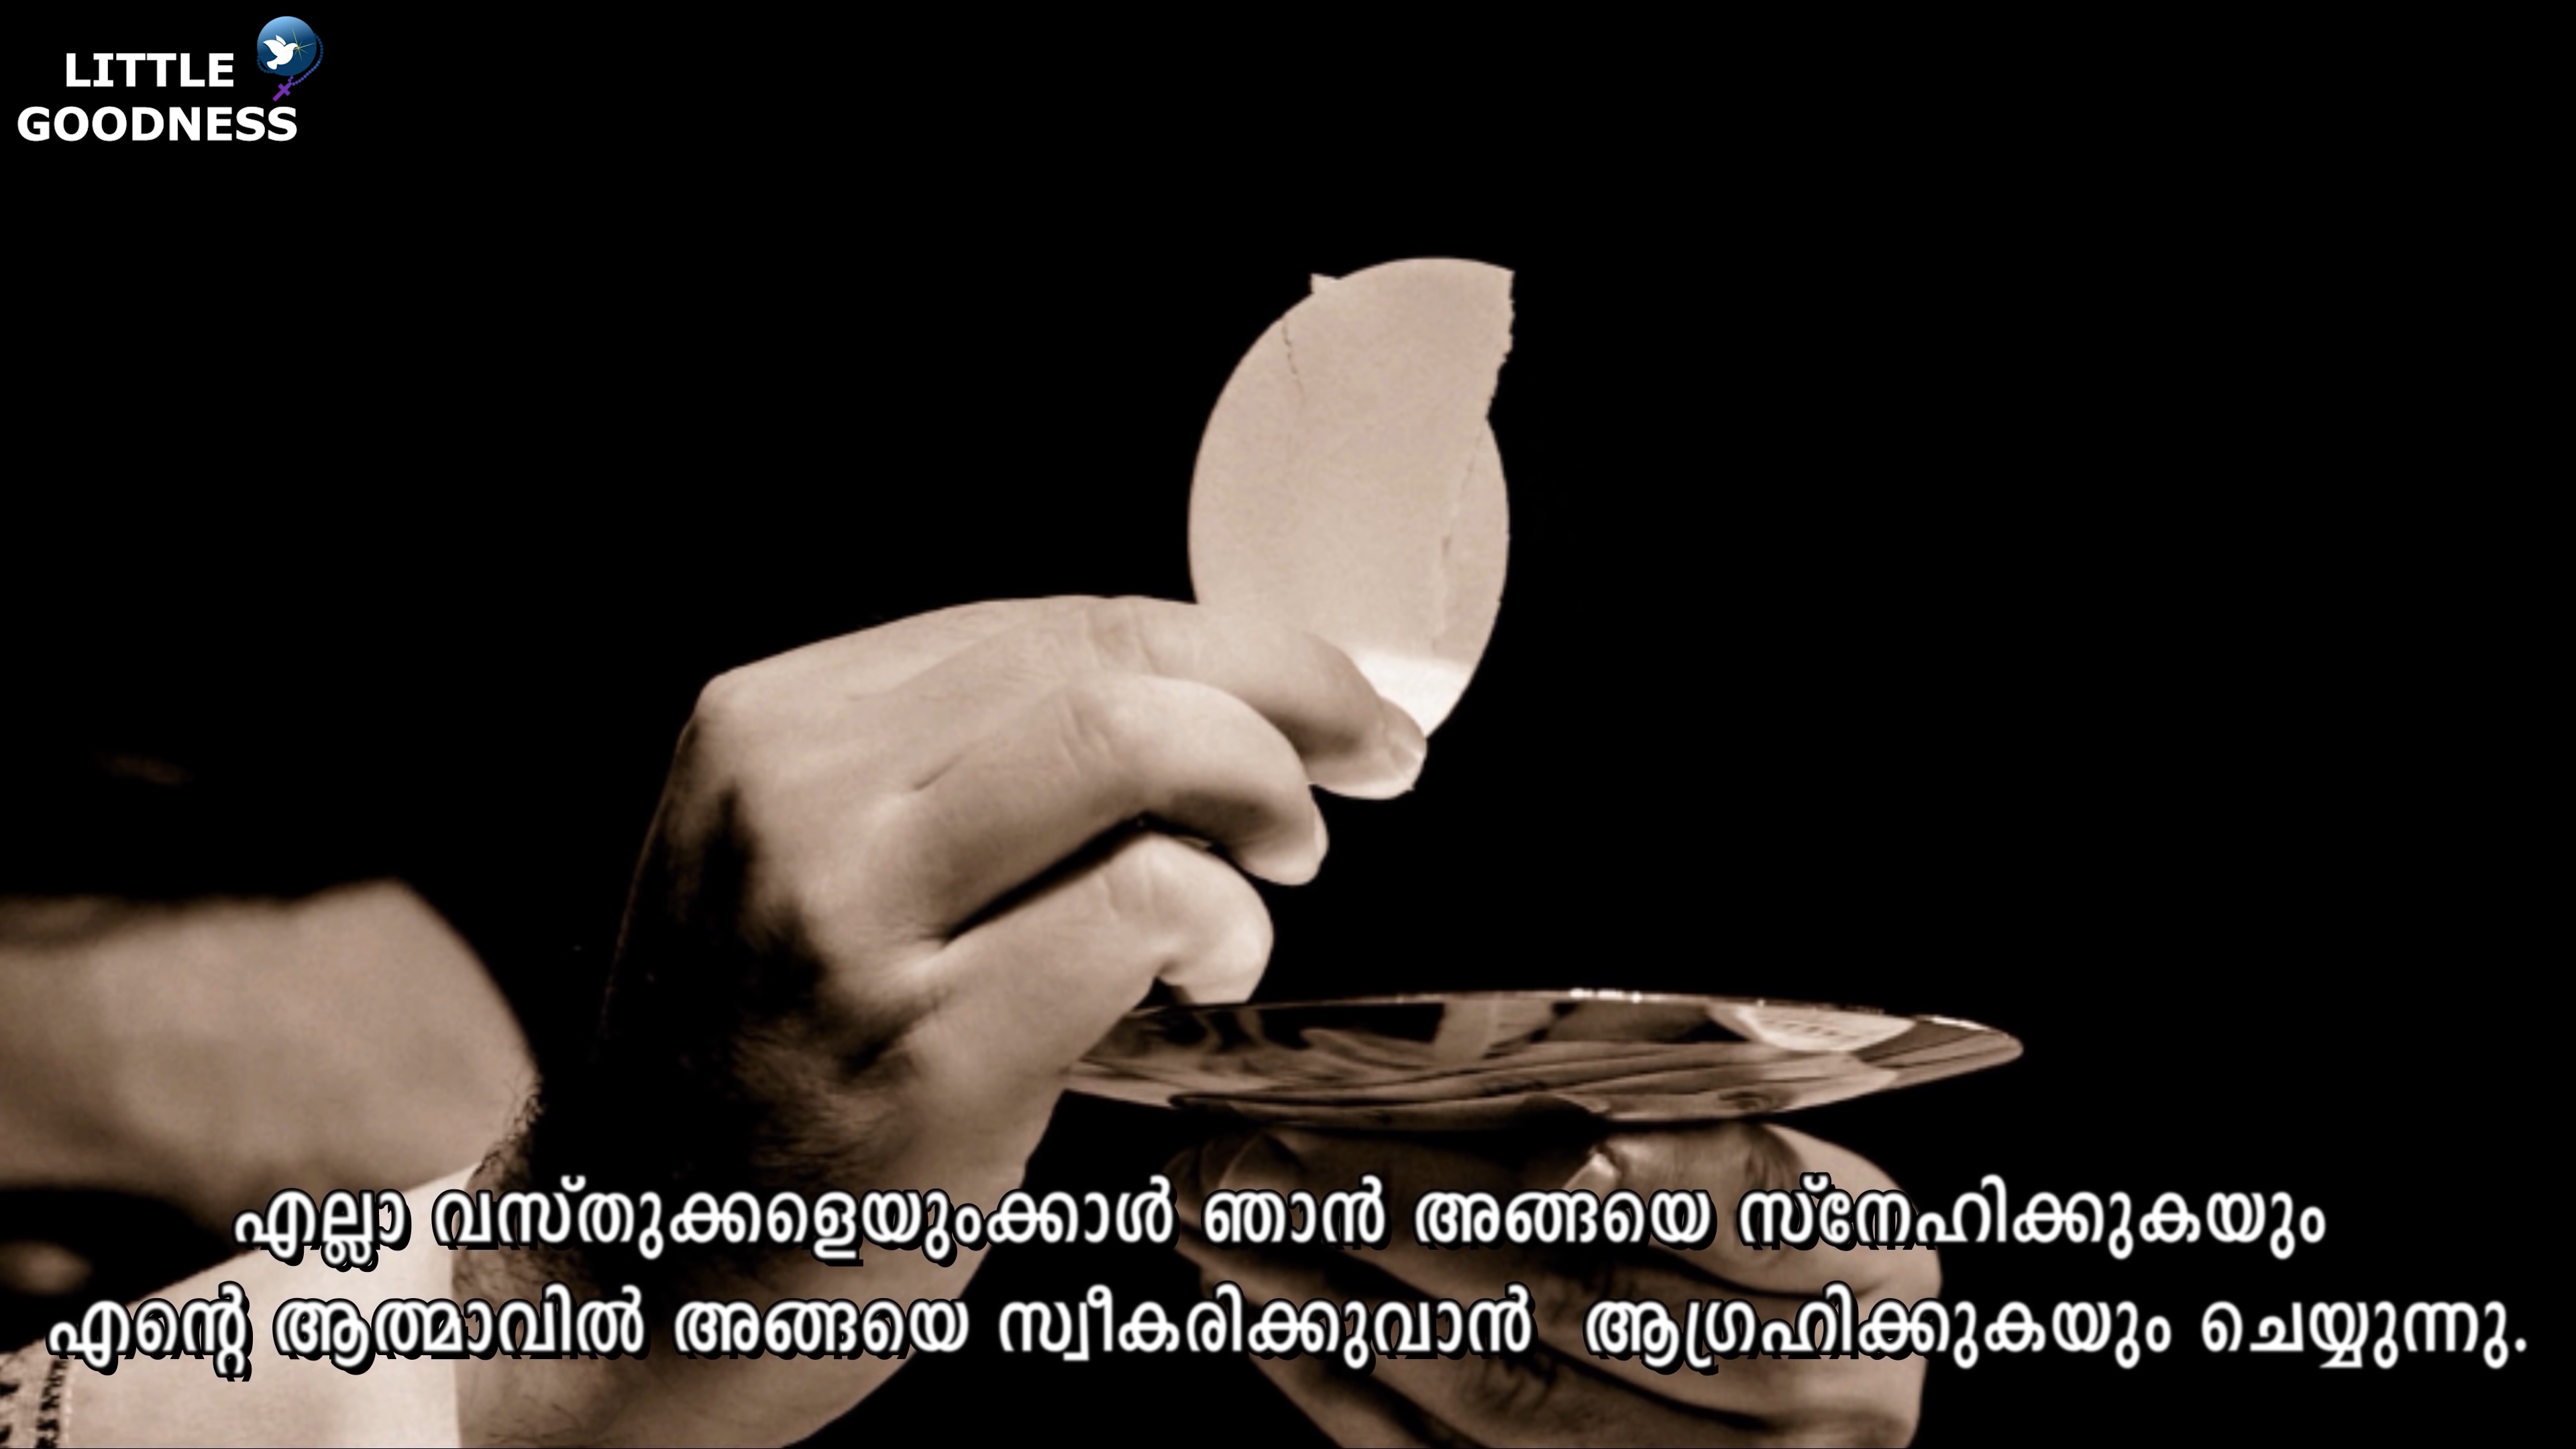 LITTLE
GOODNESS
എല്ലാ വസ്തുക്കളെയുംക്കാൾ ഞാൻ അങ്ങയെ സ്നേഹിക്കുകയും
എന്റെ ആത്മാവിൽ അങ്ങയെ സ്വീകരിക്കുവാൻ ആഗ്രഹിക്കുകയും ചെയ്യുന്നു.